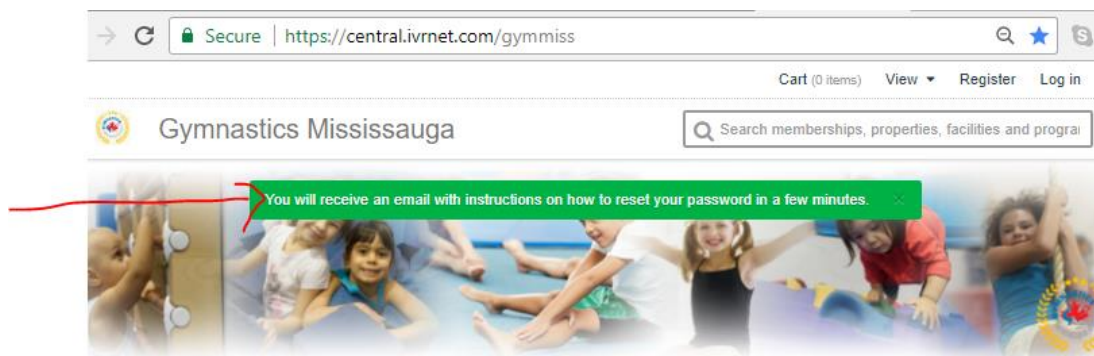 Secure | https://central.ivrnet.com/gymmiss
Cart (0 items) View Register Log in
Gymnastics Mississauga
Search memberships, properties, facilities and progra
You will receive an email with instructions on how to reset your password in a few minutes. ×